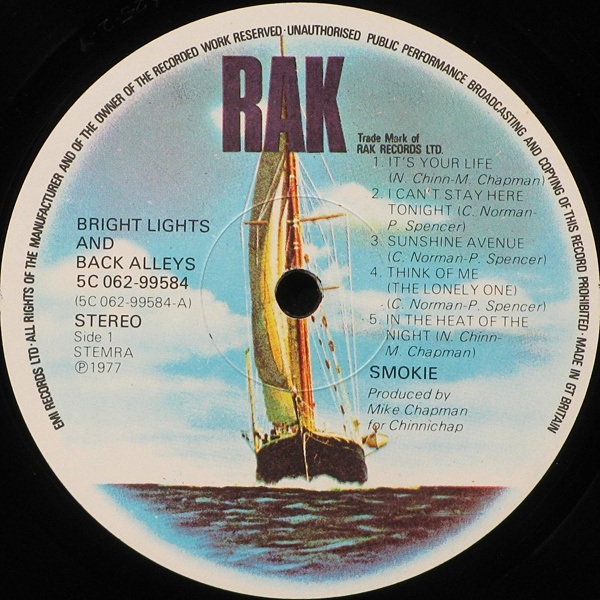 EMI RECORDS LTD·ALL RIGHTS OF THE MANUFACTURER AND OF THE OWNER OF THE RECORDED WORK RESERVED·UNAUTHORISED PUBLIC PERFORMANCE BROADCASTING AND COPYING OF THIS RECORD PROHIBITED MADE IN GT BRITAIN
RAK
Trade Mark of
RAK RECORDS LTD.
BRIGHT LIGHTS
AND
BACK ALLEYS
5C 062-99584
(5C 062-99584-A)
STEREO
Side 1
STEMRA
Ⓟ1977
1. IT'S YOUR LIFE
(N. Chinn-M. Chapman)
2. I CAN'T STAY HERE
TONIGHT (C. Norman-
P. Spencer)
3. SUNSHINE AVENUE
(C. Norman-P. Spencer)
4. THINK OF ME
(THE LONELY ONE)
(C. Norman-P. Spencer)
5. IN THE HEAT OF THE
NIGHT (N. Chinn-
M. Chapman)
SMOKIE
Produced by
Mike Chapman
for Chinnichap